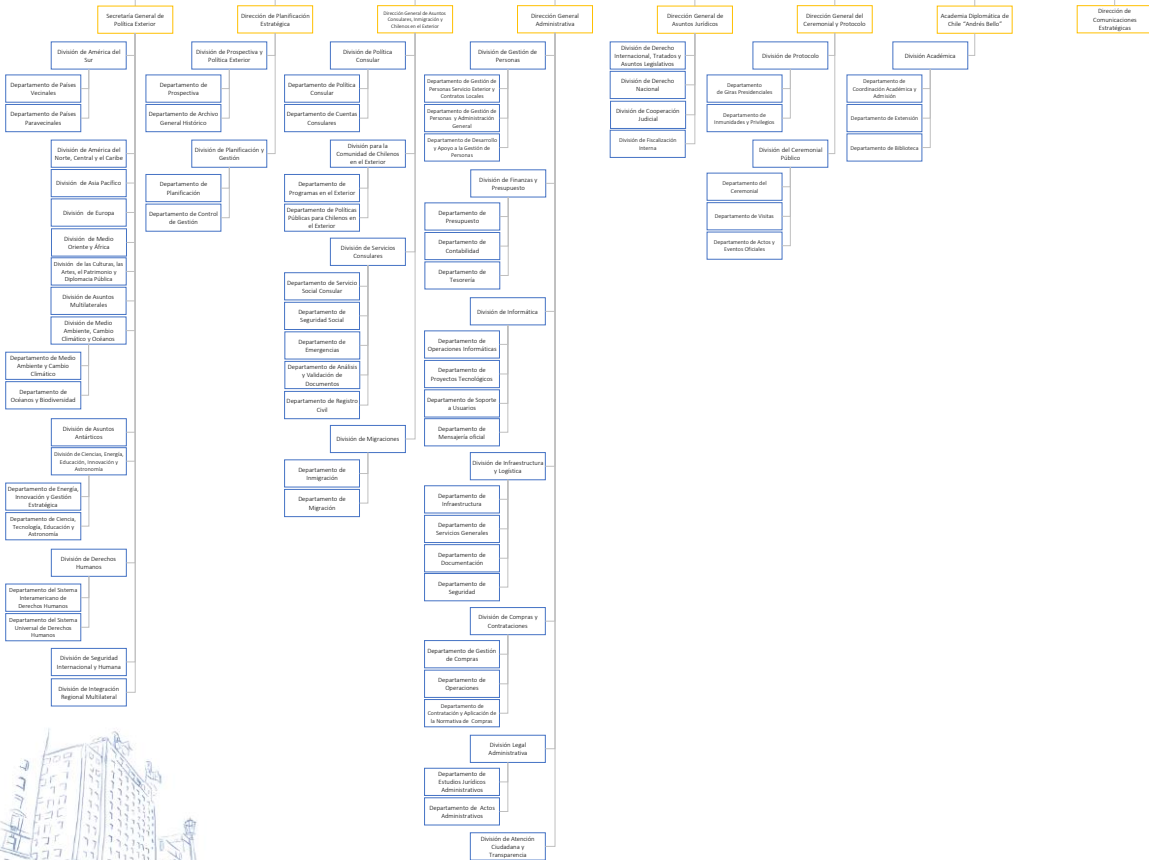 Secretaría General de
Política Exterior
División de América del
Sur
Departamento de Países
Vecinales
Departamento de Países
Paravecinales
División de América del
Norte, Central y el Caribe
División de Asia Pacífico
División de Europa
División de Medio
Oriente y África
División de las Culturas, las
Artes, el Patrimonio y
Diplomacia Pública
División de Asuntos
Multilaterales
División de Medio
Ambiente, Cambio
Climático y Océanos
Departamento de Medio
Ambiente y Cambio
Climático
Departamento de
Océanos y Biodiversidad
División de Asuntos
Antárticos
División de Ciencias, Energía,
Educación, Innovación y
Astronomía
Departamento de Energía,
Innovación y Gestión
Estratégica
Departamento de Ciencia,
Tecnología, Educación y
Astronomía
División de Derechos
Humanos
Departamento del Sistema
Interamericano de
Derechos Humanos
Departamento del Sistema
Universal de Derechos
Humanos
División de Seguridad
Internacional y Humana
División de Integración
Regional Multilateral
Dirección de Planificación
Estratégica
División de Prospectiva y
Política Exterior
Departamento de
Prospectiva
Departamento de Archivo
General Histórico
División de Planificación y
Gestión
Departamento de
Planificación
Departamento de Control
de Gestión
Dirección General de Asuntos
Consulares, Inmigración y
Chilenos en el Exterior
División de Política
Consular
Departamento de Política
Consular
Departamento de Cuentas
Consulares
División para la
Comunidad de Chilenos
en el Exterior
Departamento de
Programas en el Exterior
Departamento de Políticas
Públicas para Chilenos en
el Exterior
División de Servicios
Consulares
Departamento de Servicio
Social Consular
Departamento de
Seguridad Social
Departamento de
Emergencias
Departamento de Análisis
y Validación de
Documentos
Departamento de Registro
Civil
División de Migraciones
Departamento de
Inmigración
Departamento de
Migración
Dirección General
Administrativa
División de Gestión de
Personas
Departamento de Gestión de
Personas Servicio Exterior y
Contratos Locales
Departamento de Gestión de
Personas y Administración
General
Departamento de Desarrollo
y Apoyo a la Gestión de
Personas
División de Finanzas y
Presupuesto
Departamento de
Presupuesto
Departamento de
Contabilidad
Departamento de
Tesorería
División de Informática
Departamento de
Operaciones Informáticas
Departamento de
Proyectos Tecnológicos
Departamento de Soporte
a Usuarios
Departamento de
Mensajería oficial
División de Infraestructura
y Logística
Departamento de
Infraestructura
Departamento de
Servicios Generales
Departamento de
Documentación
Departamento de
Seguridad
División de Compras y
Contrataciones
Departamento de Gestión
de Compras
Departamento de
Operaciones
Departamento de
Contratación y Aplicación de
la Normativa de Compras
División Legal
Administrativa
Departamento de
Estudios Jurídicos
Administrativos
Departamento de Actos
Administrativos
División de Atención
Ciudadana y
Transparencia
Dirección General de
Asuntos Jurídicos
División de Derecho
Internacional, Tratados y
Asuntos Legislativos
División de Derecho
Nacional
División de Cooperación
Judicial
División de Fiscalización
Interna
Dirección General del
Ceremonial y Protocolo
División de Protocolo
Departamento
de Giras Presidenciales
Departamento de
Inmunidades y Privilegios
División del Ceremonial
Público
Departamento del
Ceremonial
Departamento de Visitas
Departamento de Actos y
Eventos Oficiales
Academia Diplomática de
Chile “Andrés Bello”
División Académica
Departamento de
Coordinación Académica y
Admisión
Departamento de Extensión
Departamento de Biblioteca
Dirección de
Comunicaciones
Estratégicas